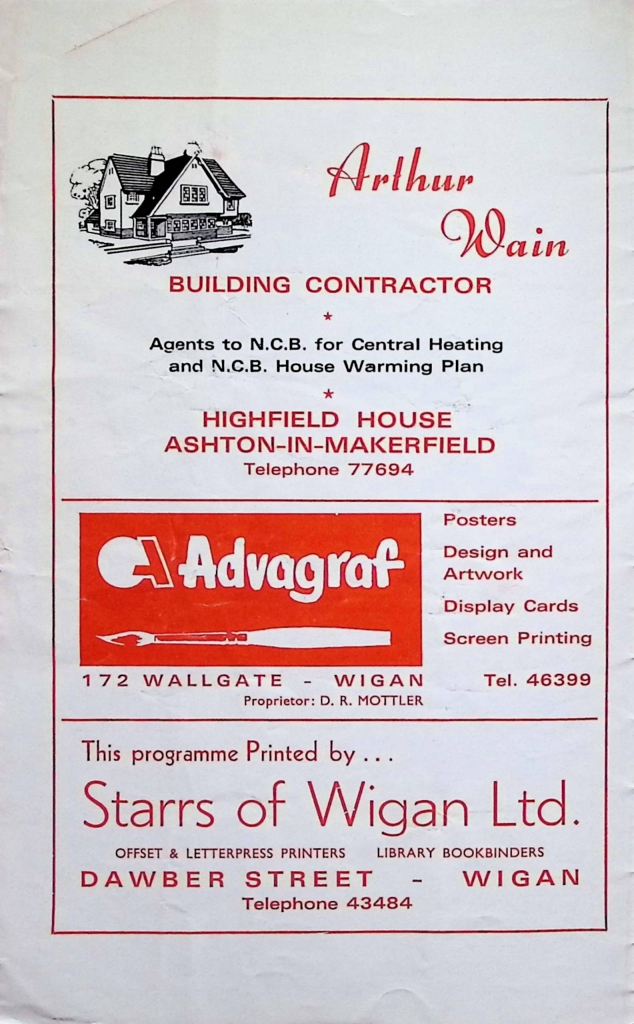 Arthur
Wain
BUILDING CONTRACTOR
★
Agents to N.C.B. for Central Heating
and N.C.B. House Warming Plan
★
HIGHFIELD HOUSE
ASHTON-IN-MAKERFIELD
Telephone 77694
Advagraf
Posters
Design and
Artwork
Display Cards
Screen Printing
172 WALLGATE - WIGAN Tel. 46399
Proprietor: D. R. MOTTLER
This programme Printed by ...
Starrs of Wigan Ltd.
OFFSET & LETTERPRESS PRINTERS LIBRARY BOOKBINDERS
DAWBER STREET - WIGAN
Telephone 43484